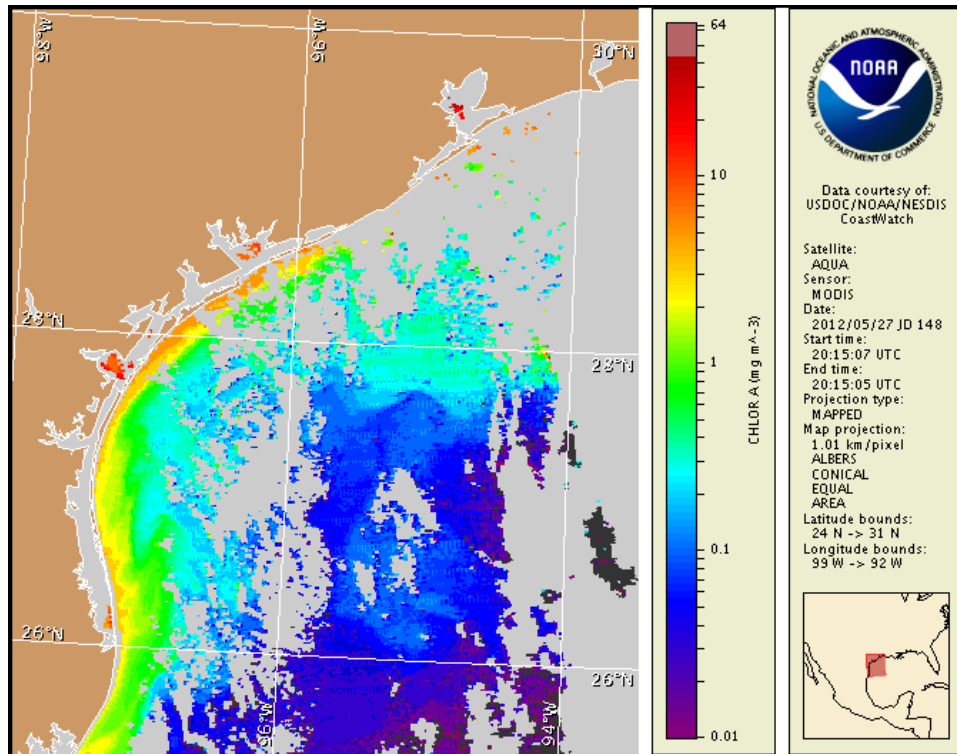 98°W
96°W
30°N
28°N
28°N
26°N
26°N
96°W
94°W
64
10
1
0.1
0.01
CHLOR A (mg m^-3)
NATIONAL OCEANIC AND ATMOSPHERIC ADMINISTRATION
NOAA
U.S. DEPARTMENT OF COMMERCE
Data courtesy of:
USDOC/NOAA/NESDIS
CoastWatch
Satellite:
AQUA
Sensor:
MODIS
Date:
2012/05/27 JD 148
Start time:
20:15:07 UTC
End time:
20:15:05 UTC
Projection type:
MAPPED
Map projection:
1.01 km/pixel
ALBERS
CONICAL
EQUAL
AREA
Latitude bounds:
24 N -> 31 N
Longitude bounds:
99 W -> 92 W